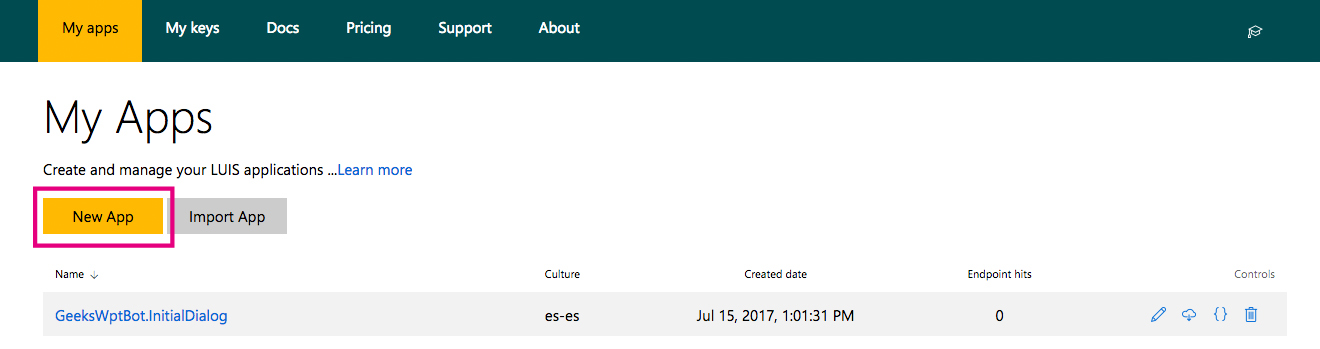 My apps My keys Docs Pricing Support About
My Apps
Create and manage your LUIS applications ...Learn more
New App Import App
Name ↓ Culture Created date Endpoint hits Controls
GeeksWptBot.InitialDialog es-es Jul 15, 2017, 1:01:31 PM 0 {}